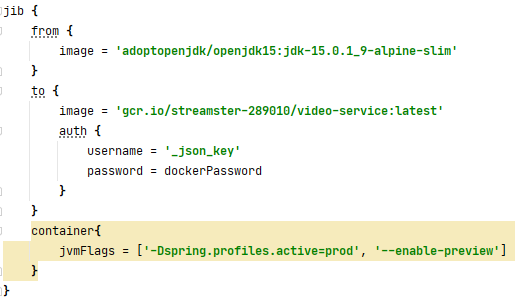 jib {
    from {
        image = 'adoptopenjdk/openjdk15:jdk-15.0.1_9-alpine-slim'
    }
    to {
        image = 'gcr.io/streamster-289010/video-service:latest'
        auth {
            username = '_json_key'
            password = dockerPassword
        }
    }
    container{
        jvmFlags = ['-Dspring.profiles.active=prod', '--enable-preview']
    }
}